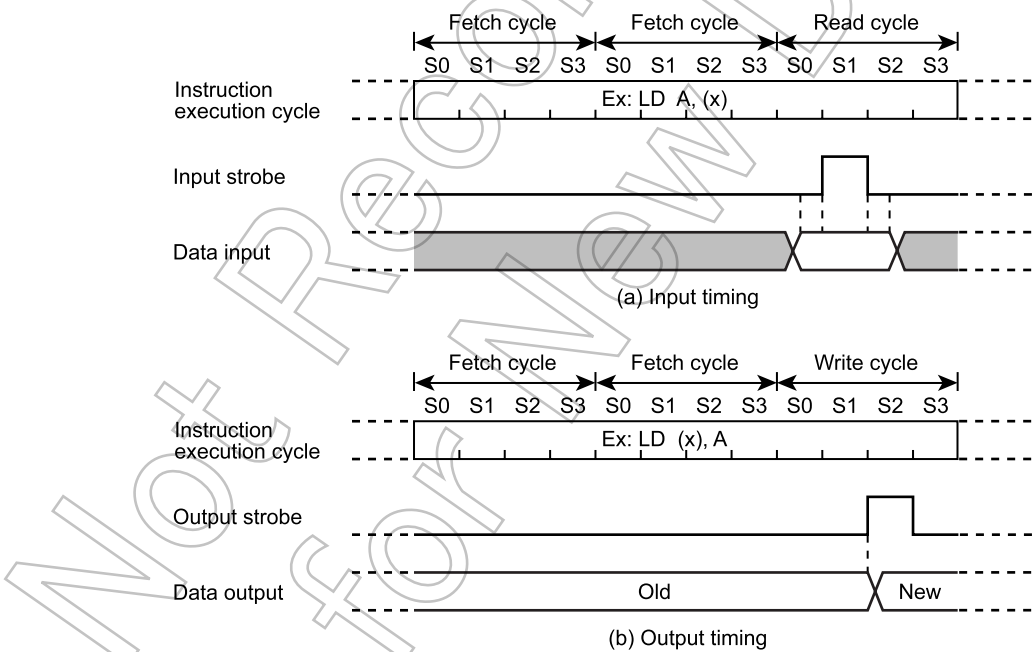 Fetch cycle Fetch cycle Read cycle
S0 S1 S2 S3 S0 S1 S2 S3 S0 S1 S2 S3
Instruction
execution cycle
Ex: LD A, (x)
Input strobe
Data input
(a) Input timing
Fetch cycle Fetch cycle Write cycle
S0 S1 S2 S3 S0 S1 S2 S3 S0 S1 S2 S3
Instruction
execution cycle
Ex: LD (x), A
Output strobe
Data output
Old New
(b) Output timing
Not Recom
for New D